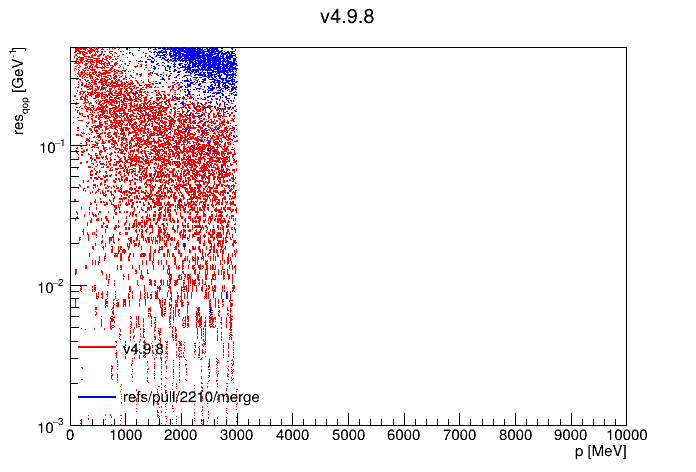 v4.9.8
res_qop [GeV^-1]
10^-1
10^-2
10^-3
v4.9.8
refs/pull/2210/merge
0 1000 2000 3000 4000 5000 6000 7000 8000 9000 10000
p [MeV]